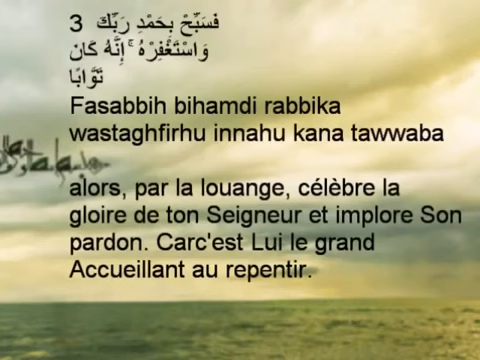 3 فَسَبِّحْ بِحَمْدِ رَبِّكَ
وَاسْتَغْفِرْهُ ۚ إِنَّهُ كَانَ
تَوَّابًا
Fasabbih bihamdi rabbika
wastaghfirhu innahu kana tawwaba
alors, par la louange, célèbre la
gloire de ton Seigneur et implore Son
pardon. Carc'est Lui le grand
Accueillant au repentir.